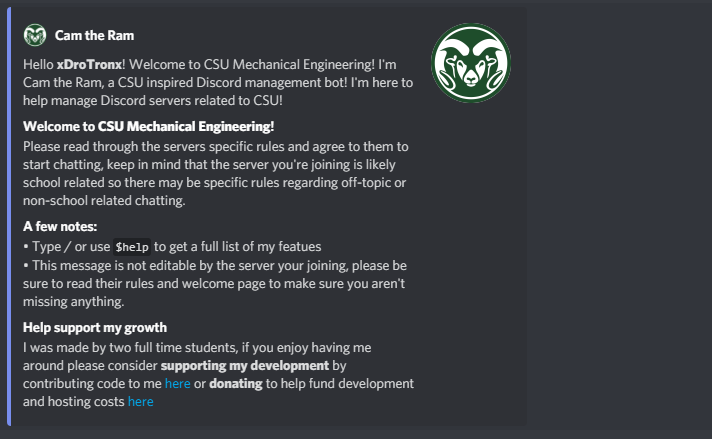 Cam the Ram
Hello xDroTronx! Welcome to CSU Mechanical Engineering! I'm
Cam the Ram, a CSU inspired Discord management bot! I'm here to
help manage Discord servers related to CSU!
Welcome to CSU Mechanical Engineering!
Please read through the servers specific rules and agree to them to
start chatting, keep in mind that the server you're joining is likely
school related so there may be specific rules regarding off-topic or
non-school related chatting.
A few notes:
• Type / or use $help to get a full list of my featues
• This message is not editable by the server your joining, please be
sure to read their rules and welcome page to make sure you aren't
missing anything.
Help support my growth
I was made by two full time students, if you enjoy having me
around please consider supporting my development by
contributing code to me here or donating to help fund development
and hosting costs here